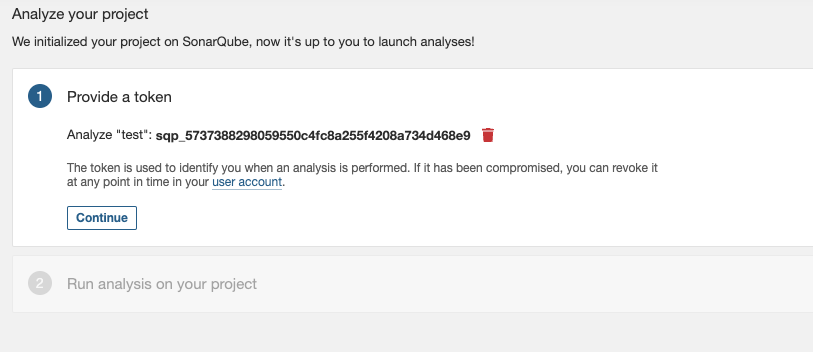 Analyze your project
We initialized your project on SonarQube, now it's up to you to launch analyses!
1
Provide a token
Analyze "test": sqp_5737388298059550c4fc8a255f4208a734d468e9
The token is used to identify you when an analysis is performed. If it has been compromised, you can revoke it
at any point in time in your user account.
Continue
2
Run analysis on your project